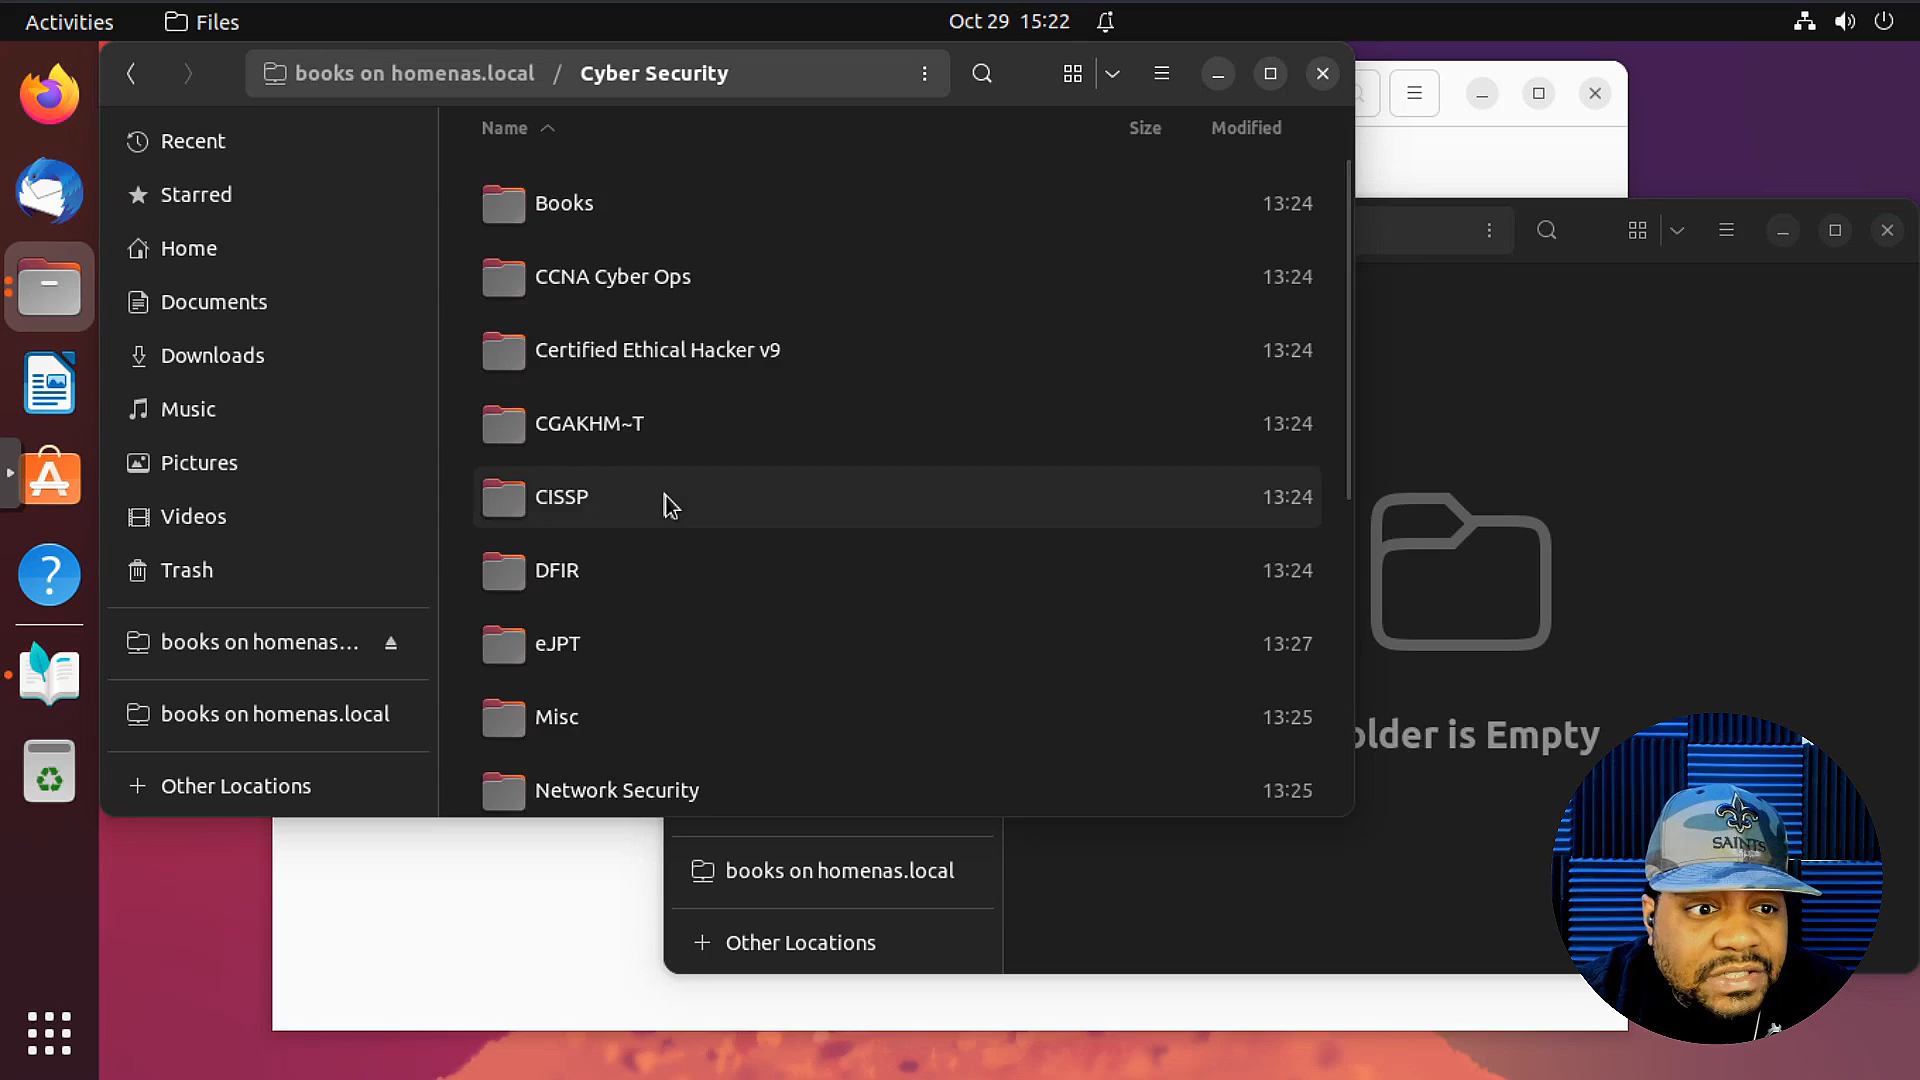 Activities
Files
Oct 29 15:22
books on homenas.local / Cyber Security
Recent
Starred
Home
Documents
Downloads
Music
Pictures
Videos
Trash
books on homenas...
books on homenas.local
+ Other Locations
Name
Size
Modified
Books 13:24
CCNA Cyber Ops 13:24
Certified Ethical Hacker v9 13:24
CGAKHM~T 13:24
CISSP 13:24
DFIR 13:24
eJPT 13:27
Misc 13:25
Network Security 13:25
older is Empty
books on homenas.local
+ Other Locations
SAINTS